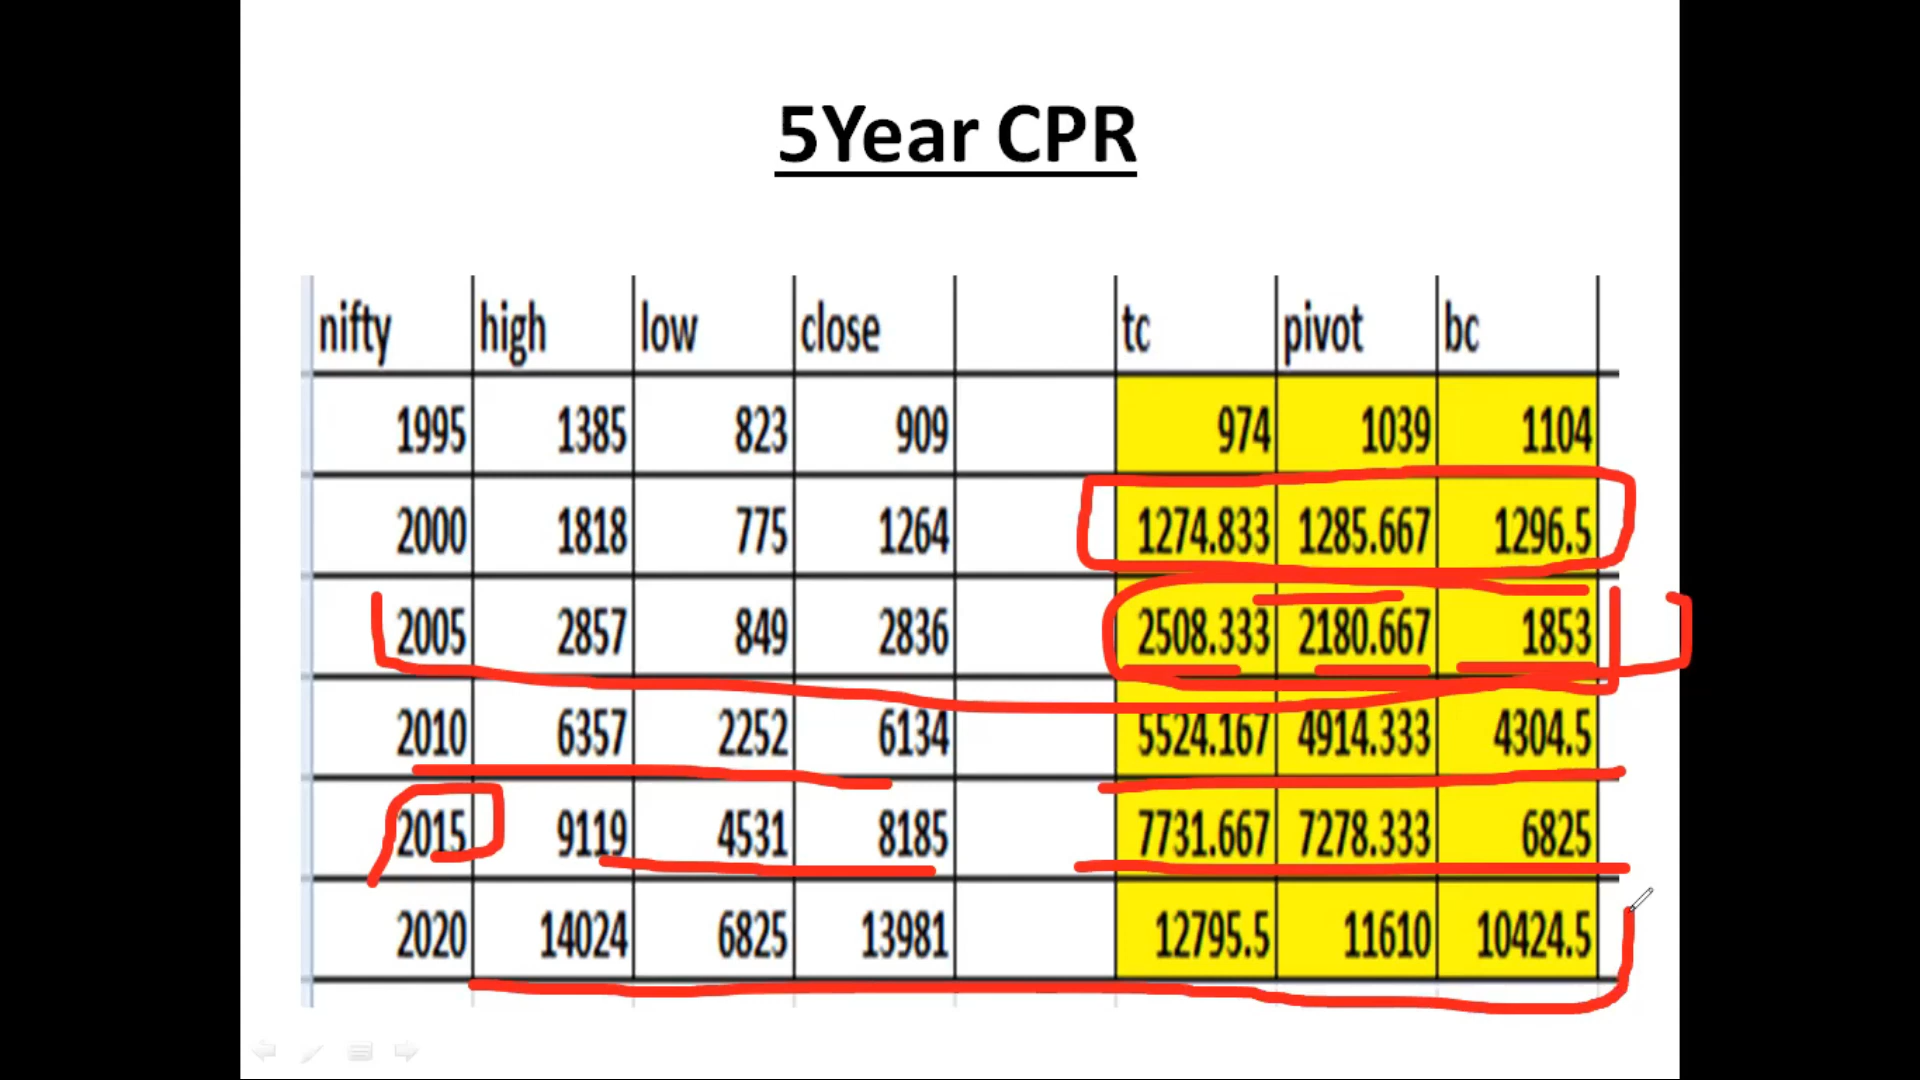 5Year CPR
nifty high low close tc pivot bc
1995 1385 823 909 974 1039 1104
2000 1818 775 1264 1274.833 1285.667 1296.5
2005 2857 849 2836 2508.333 2180.667 1853
2010 6357 2252 6134 5524.167 4914.333 4304.5
2015 9119 4531 8185 7731.667 7278.333 6825
2020 14024 6825 13981 12795.5 11610 10424.5